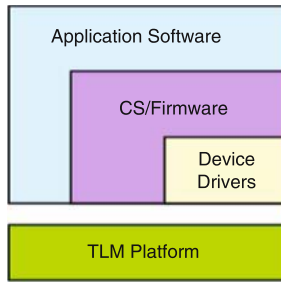 Application Software
CS/Firmware
Device
Drivers
TLM Platform